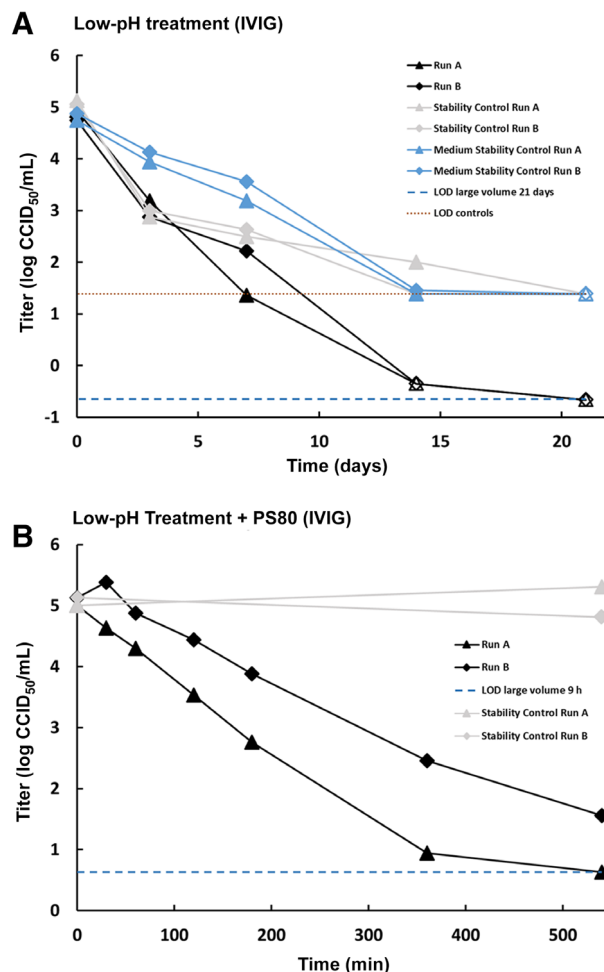 A
Low-pH treatment (IVIG)
6
5
4
3
2
1
0
-1
Titer (log CCID50/mL)
0 5 10 15 20
Time (days)
Run A
Run B
Stability Control Run A
Stability Control Run B
Medium Stability Control Run A
Medium Stability Control Run B
LOD large volume 21 days
LOD controls
B
Low-pH Treatment + PS80 (IVIG)
6
5
4
3
2
1
0
Titer (log CCID50/mL)
0 100 200 300 400 500
Time (min)
Run A
Run B
LOD large volume 9 h
Stability Control Run A
Stability Control Run B